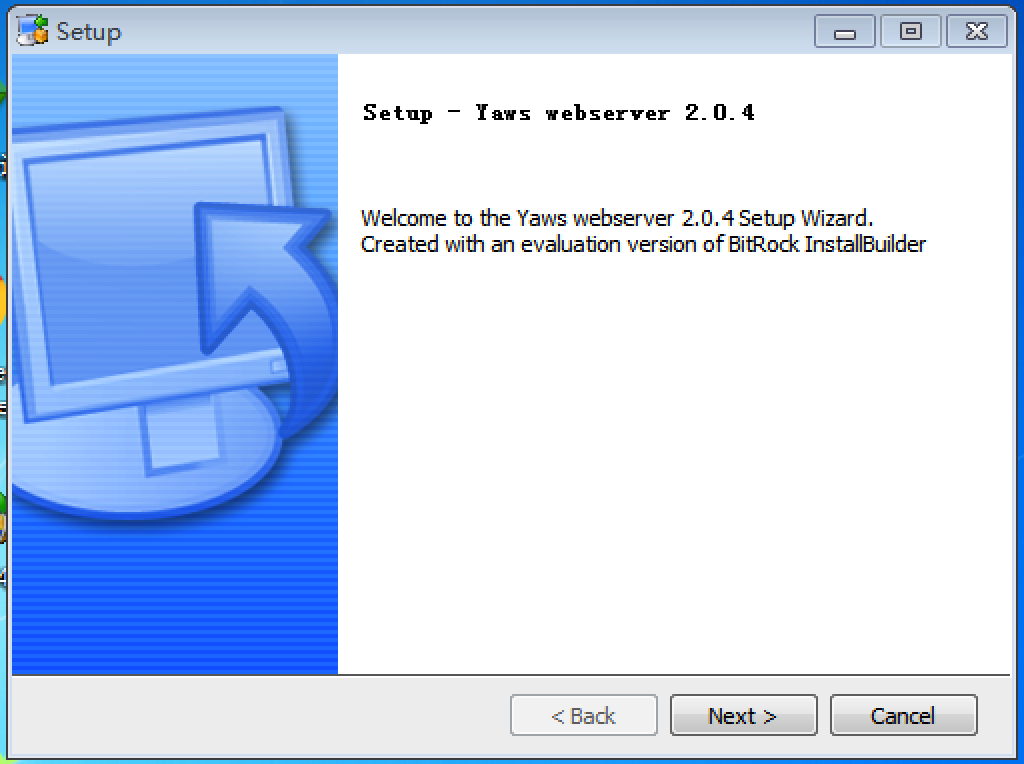 Setup
Setup - Yaws webserver 2.0.4
Welcome to the Yaws webserver 2.0.4 Setup Wizard.
Created with an evaluation version of BitRock InstallBuilder
< Back
Next >
Cancel